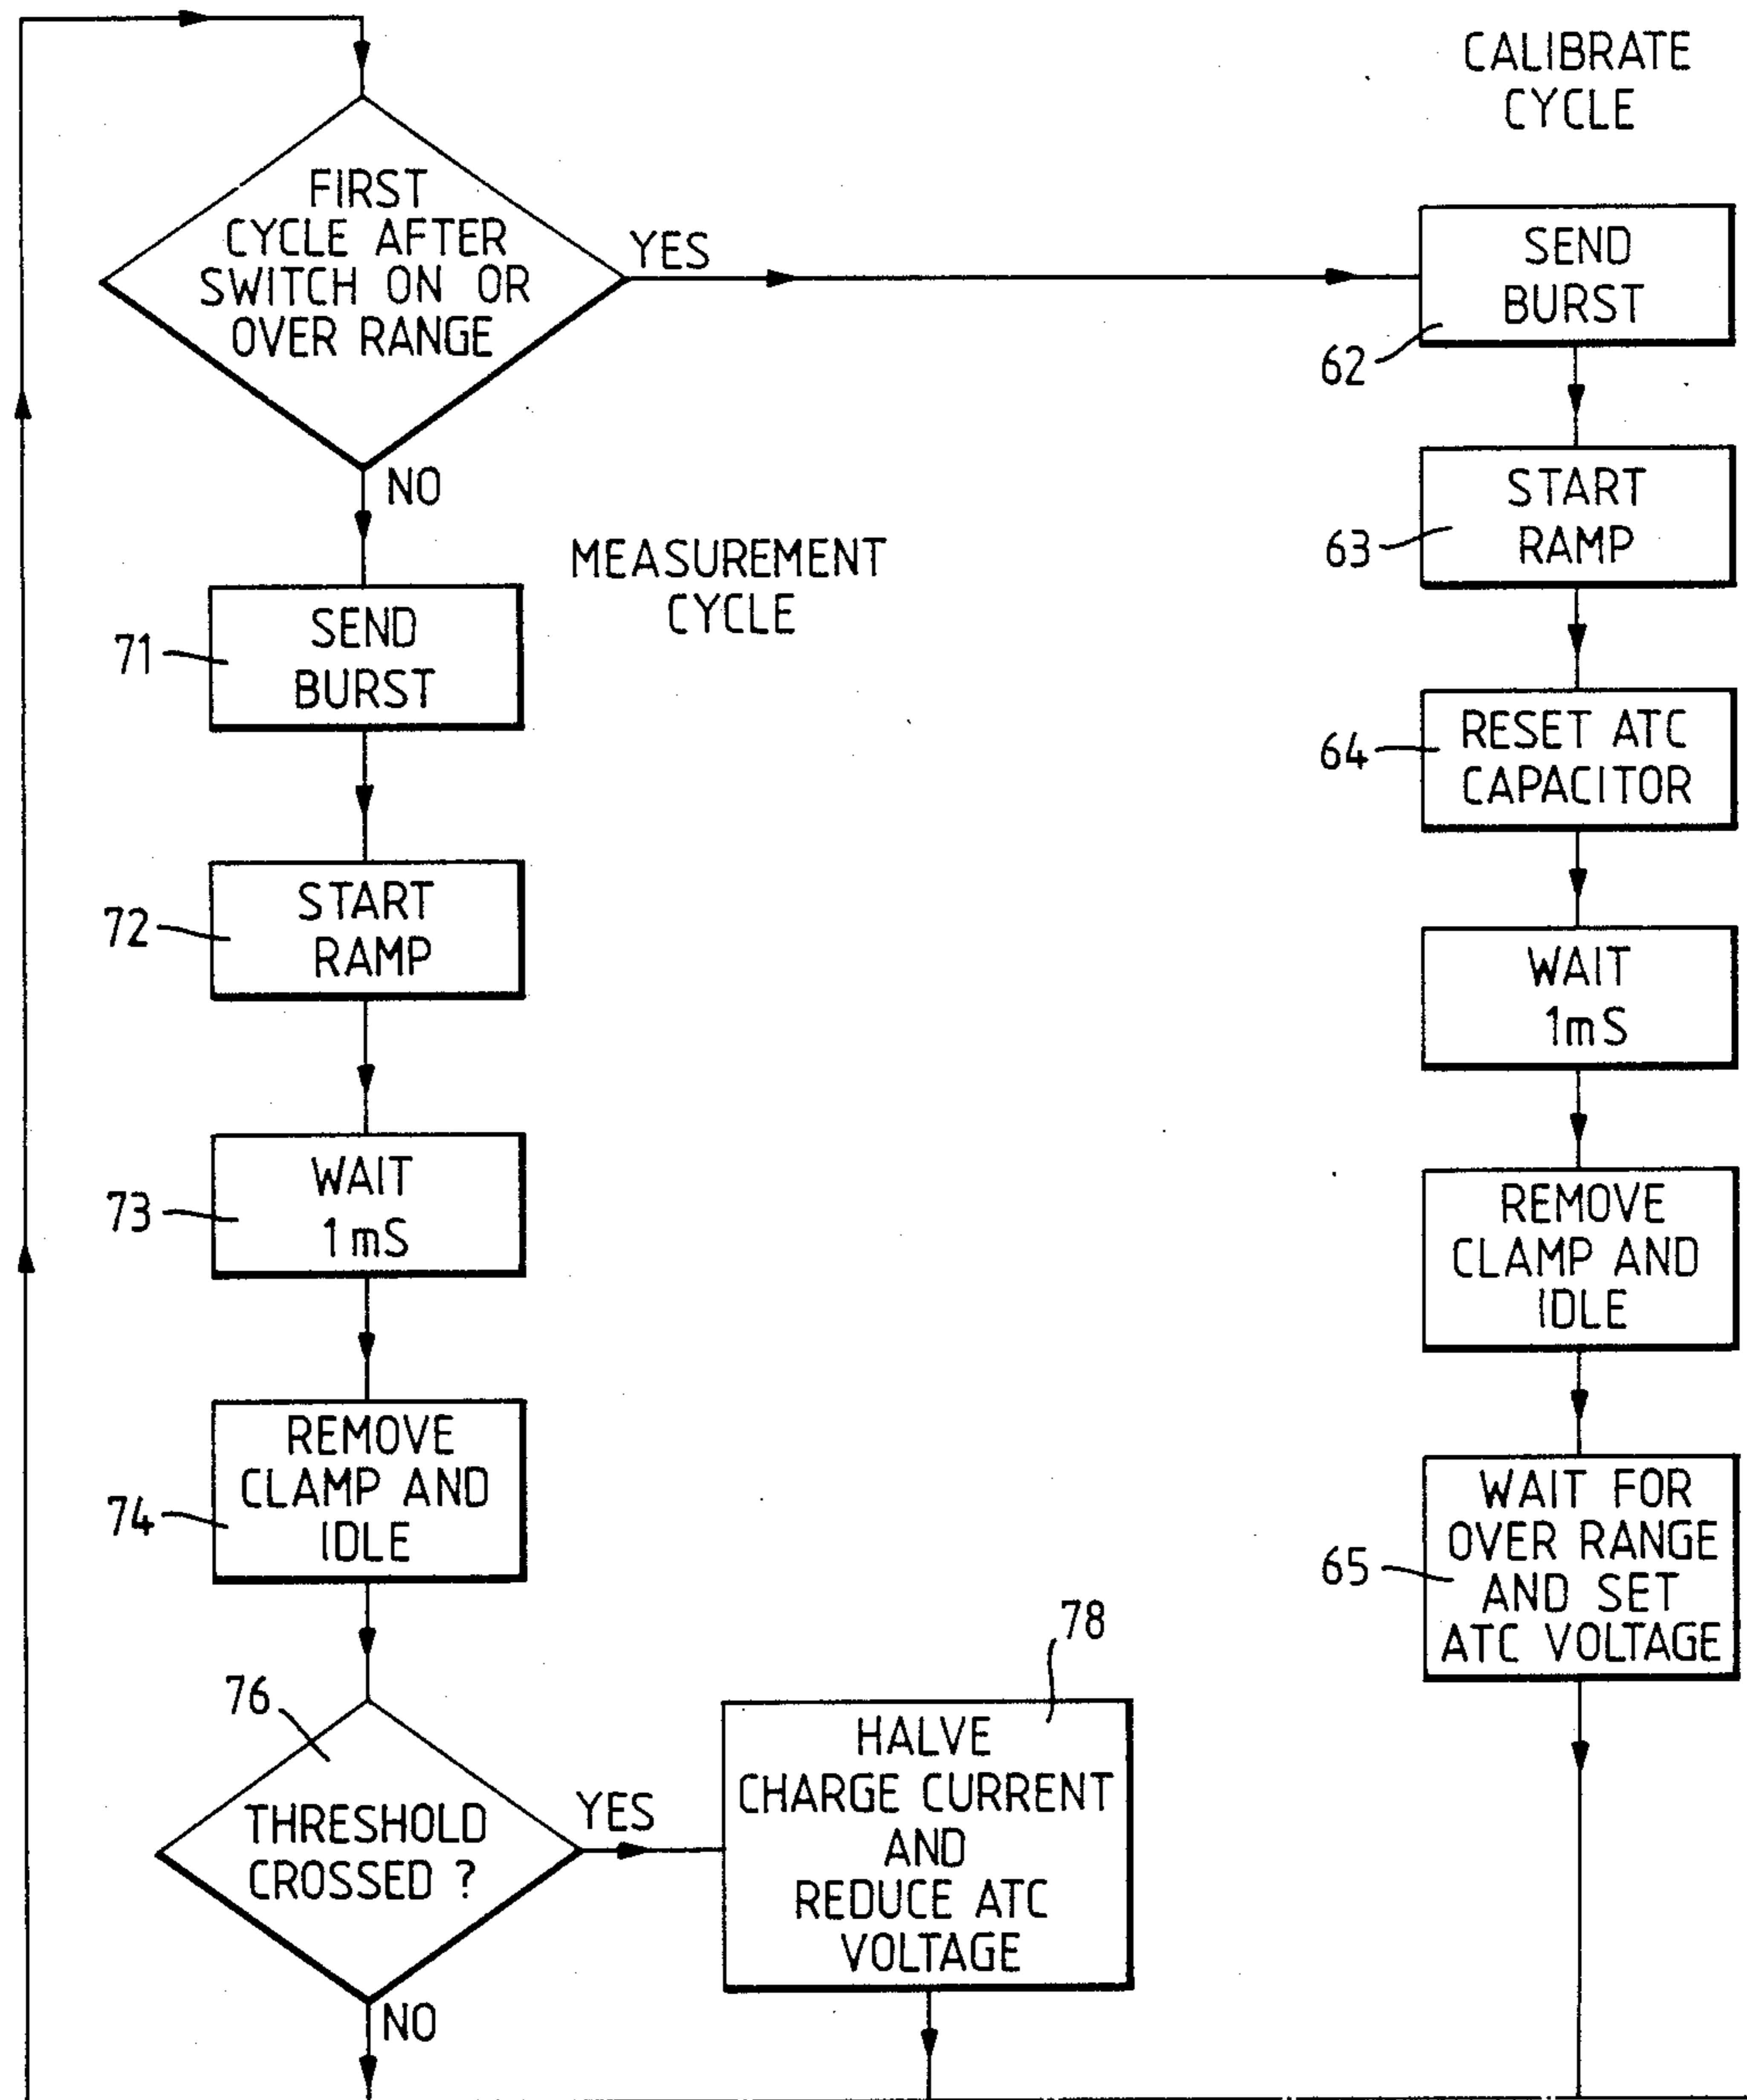 CALIBRATE
CYCLE
FIRST
CYCLE AFTER
SWITCH ON OR
OVER RANGE
YES
NO
SEND
BURST
62
START
RAMP
63
RESET ATC
CAPACITOR
64
WAIT
1mS
REMOVE
CLAMP AND
IDLE
WAIT FOR
OVER RANGE
AND SET
ATC VOLTAGE
65
MEASUREMENT
CYCLE
SEND
BURST
71
START
RAMP
72
WAIT
1mS
73
REMOVE
CLAMP AND
IDLE
74
76
THRESHOLD
CROSSED ?
YES
NO
78
HALVE
CHARGE CURRENT
AND
REDUCE ATC
VOLTAGE